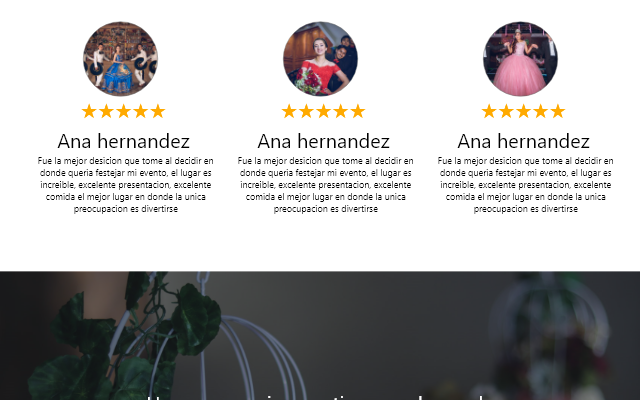 Ana hernandez
Fue la mejor desicion que tome al decidir en
donde queria festejar mi evento, el lugar es
increible, excelente presentacion, excelente
comida el mejor lugar en donde la unica
preocupacion es divertirse
Ana hernandez
Fue la mejor desicion que tome al decidir en
donde queria festejar mi evento, el lugar es
increible, excelente presentacion, excelente
comida el mejor lugar en donde la unica
preocupacion es divertirse
Ana hernandez
Fue la mejor desicion que tome al decidir en
donde queria festejar mi evento, el lugar es
increible, excelente presentacion, excelente
comida el mejor lugar en donde la unica
preocupacion es divertirse